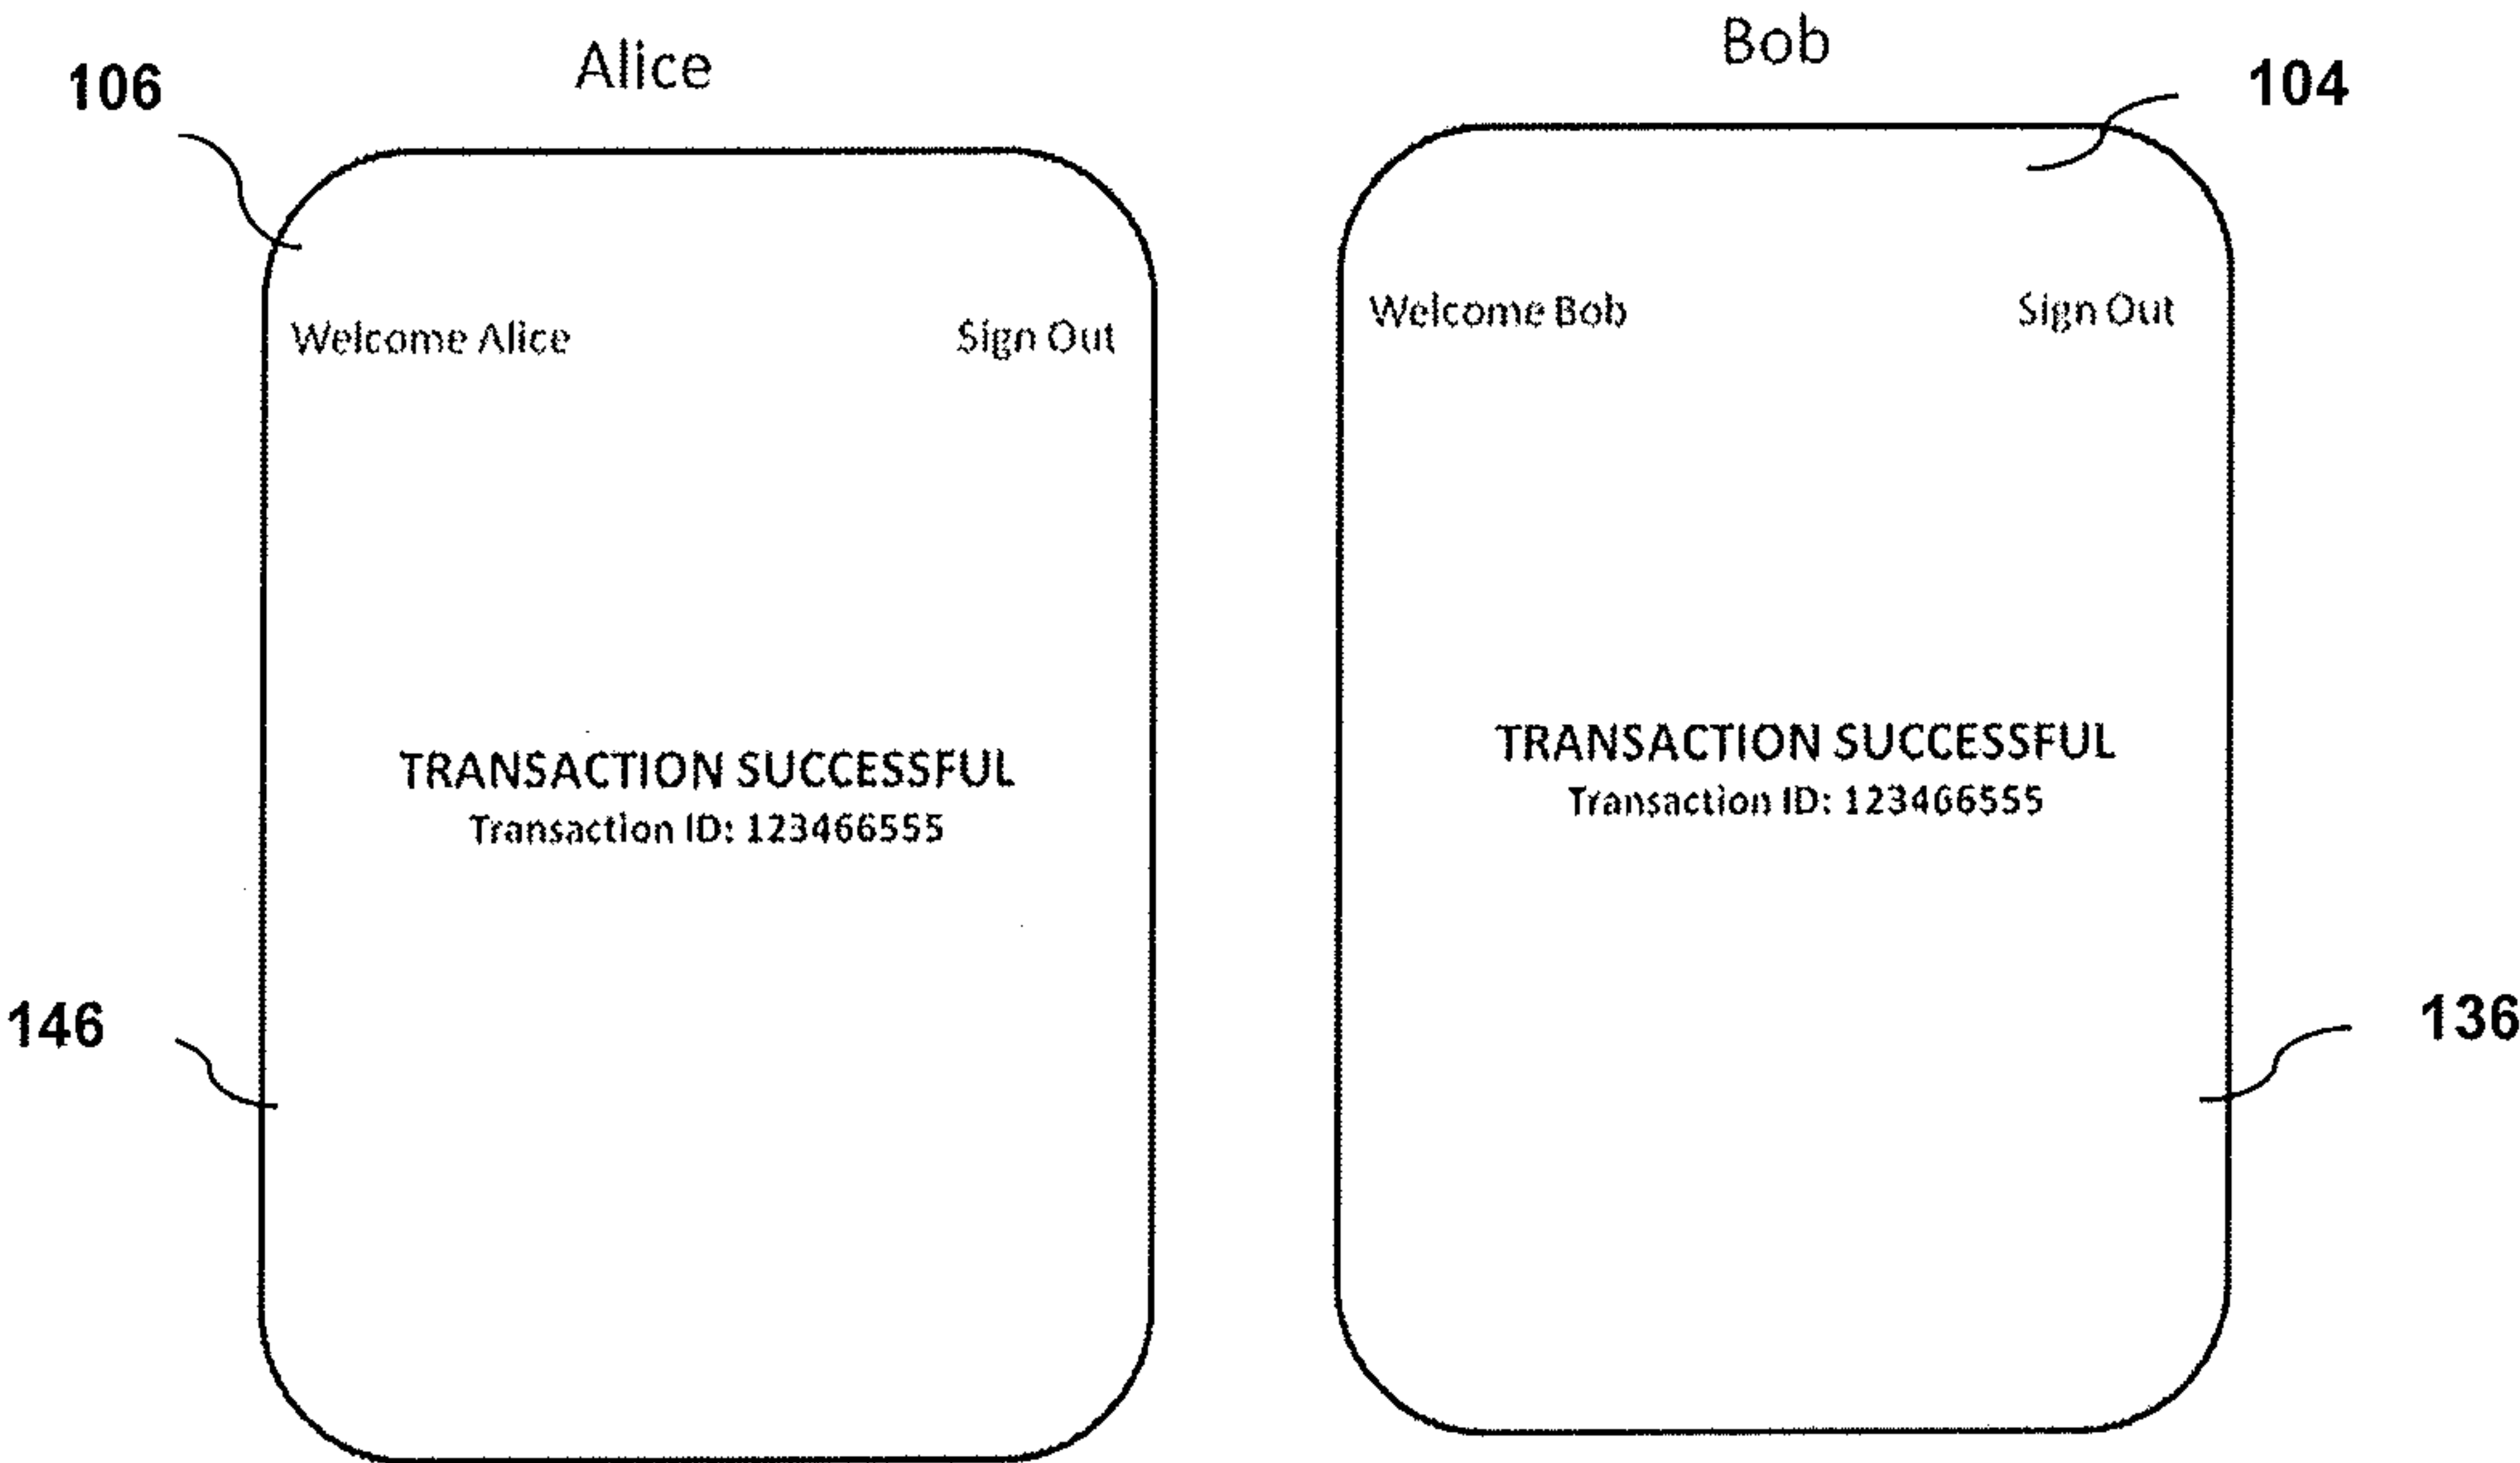 Alice
Bob
106
104
Welcome Alice
Sign Out
Welcome Bob
Sign Out
TRANSACTION SUCCESSFUL
Transaction ID: 123466555
TRANSACTION SUCCESSFUL
Transaction ID: 123466555
146
136